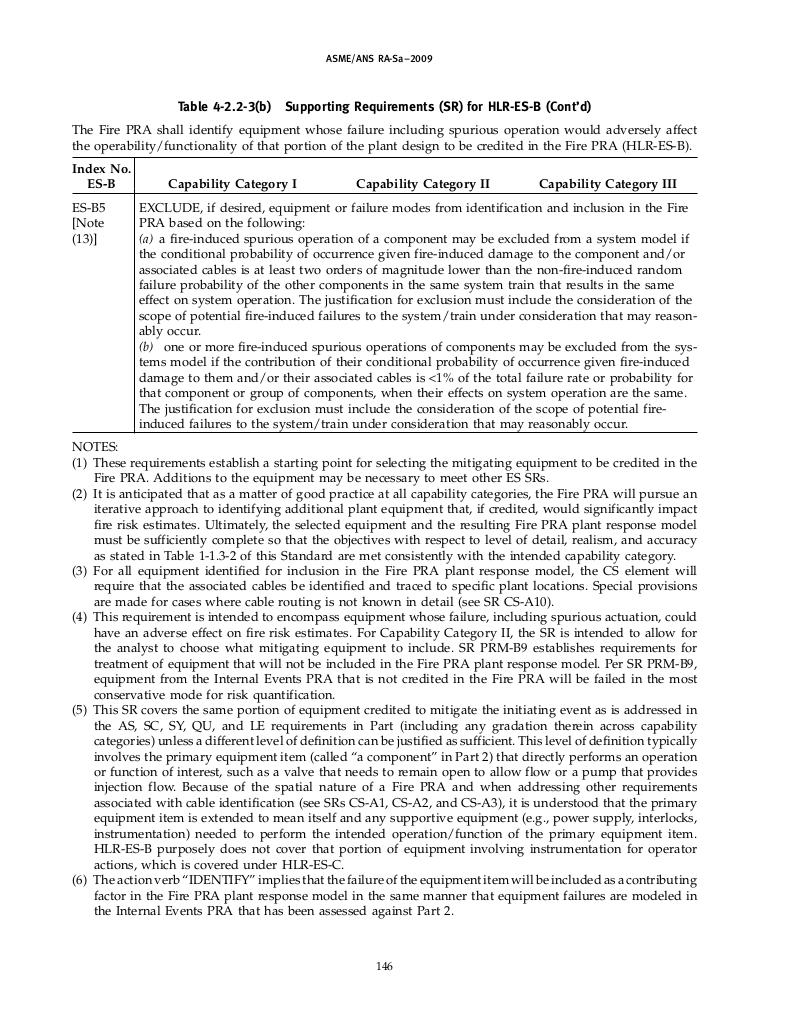 ASME/ANS RA-Sa–2009
Table 4-2.2-3(b) Supporting Requirements (SR) for HLR-ES-B (Cont'd)
The Fire PRA shall identify equipment whose failure including spurious operation would adversely affect
the operability/functionality of that portion of the plant design to be credited in the Fire PRA (HLR-ES-B).
Index No.
ES-B Capability Category I Capability Category II Capability Category III
ES-B5 EXCLUDE, if desired, equipment or failure modes from identification and inclusion in the Fire
[Note PRA based on the following:
(13)] (a) a fire-induced spurious operation of a component may be excluded from a system model if
the conditional probability of occurrence given fire-induced damage to the component and/or
associated cables is at least two orders of magnitude lower than the non-fire-induced random
failure probability of the other components in the same system train that results in the same
effect on system operation. The justification for exclusion must include the consideration of the
scope of potential fire-induced failures to the system/train under consideration that may reason-
ably occur.
(b) one or more fire-induced spurious operations of components may be excluded from the sys-
tems model if the contribution of their conditional probability of occurrence given fire-induced
damage to them and/or their associated cables is <1% of the total failure rate or probability for
that component or group of components, when their effects on system operation are the same.
The justification for exclusion must include the consideration of the scope of potential fire-
induced failures to the system/train under consideration that may reasonably occur.
NOTES:
(1) These requirements establish a starting point for selecting the mitigating equipment to be credited in the
Fire PRA. Additions to the equipment may be necessary to meet other ES SRs.
(2) It is anticipated that as a matter of good practice at all capability categories, the Fire PRA will pursue an
iterative approach to identifying additional plant equipment that, if credited, would significantly impact
fire risk estimates. Ultimately, the selected equipment and the resulting Fire PRA plant response model
must be sufficiently complete so that the objectives with respect to level of detail, realism, and accuracy
as stated in Table 1-1.3-2 of this Standard are met consistently with the intended capability category.
(3) For all equipment identified for inclusion in the Fire PRA plant response model, the CS element will
require that the associated cables be identified and traced to specific plant locations. Special provisions
are made for cases where cable routing is not known in detail (see SR CS-A10).
(4) This requirement is intended to encompass equipment whose failure, including spurious actuation, could
have an adverse effect on fire risk estimates. For Capability Category II, the SR is intended to allow for
the analyst to choose what mitigating equipment to include. SR PRM-B9 establishes requirements for
treatment of equipment that will not be included in the Fire PRA plant response model. Per SR PRM-B9,
equipment from the Internal Events PRA that is not credited in the Fire PRA will be failed in the most
conservative mode for risk quantification.
(5) This SR covers the same portion of equipment credited to mitigate the initiating event as is addressed in
the AS, SC, SY, QU, and LE requirements in Part (including any gradation therein across capability
categories) unless a different level of definition can be justified as sufficient. This level of definition typically
involves the primary equipment item (called “a component” in Part 2) that directly performs an operation
or function of interest, such as a valve that needs to remain open to allow flow or a pump that provides
injection flow. Because of the spatial nature of a Fire PRA and when addressing other requirements
associated with cable identification (see SRs CS-A1, CS-A2, and CS-A3), it is understood that the primary
equipment item is extended to mean itself and any supportive equipment (e.g., power supply, interlocks,
instrumentation) needed to perform the intended operation/function of the primary equipment item.
HLR-ES-B purposely does not cover that portion of equipment involving instrumentation for operator
actions, which is covered under HLR-ES-C.
(6) The action verb “IDENTIFY” implies that the failure of the equipment item will be included as a contributing
factor in the Fire PRA plant response model in the same manner that equipment failures are modeled in
the Internal Events PRA that has been assessed against Part 2.
146